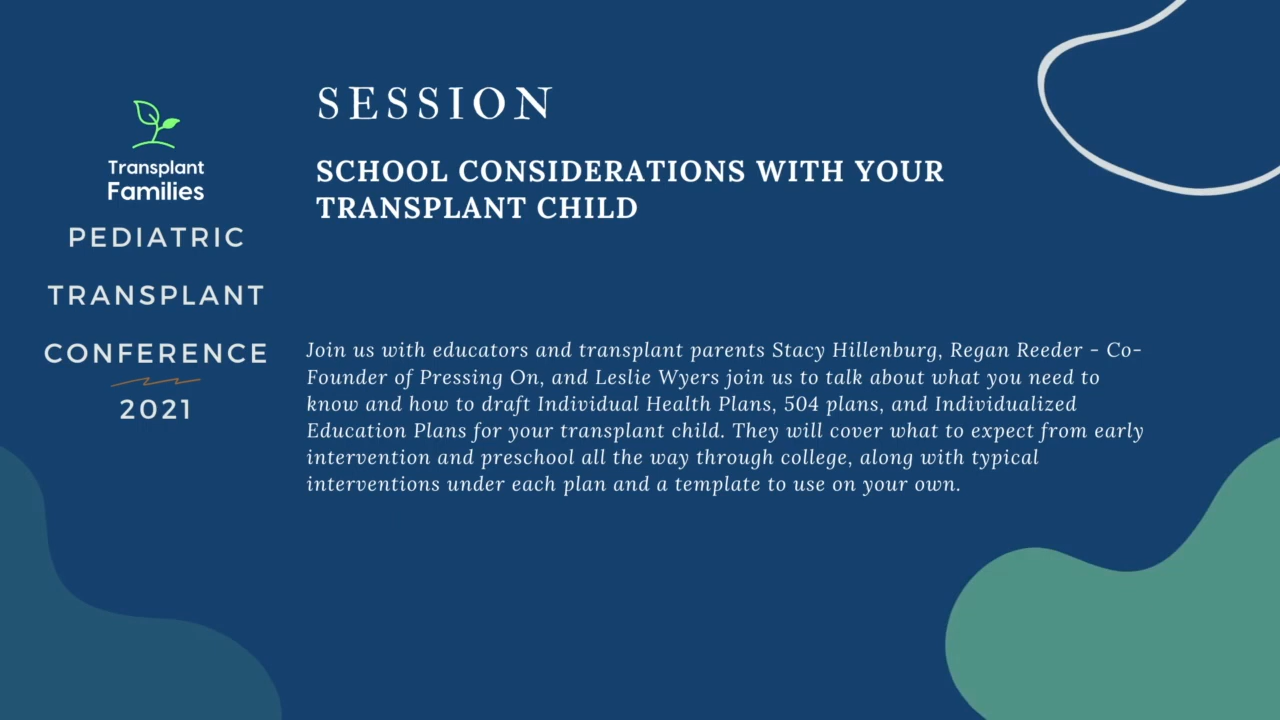 Transplant
Families
PEDIATRIC
TRANSPLANT
CONFERENCE
2021
SESSION
SCHOOL CONSIDERATIONS WITH YOUR
TRANSPLANT CHILD
Join us with educators and transplant parents Stacy Hillenburg, Regan Reeder - Co-
Founder of Pressing On, and Leslie Wyers join us to talk about what you need to
know and how to draft Individual Health Plans, 504 plans, and Individualized
Education Plans for your transplant child. They will cover what to expect from early
intervention and preschool all the way through college, along with typical
interventions under each plan and a template to use on your own.